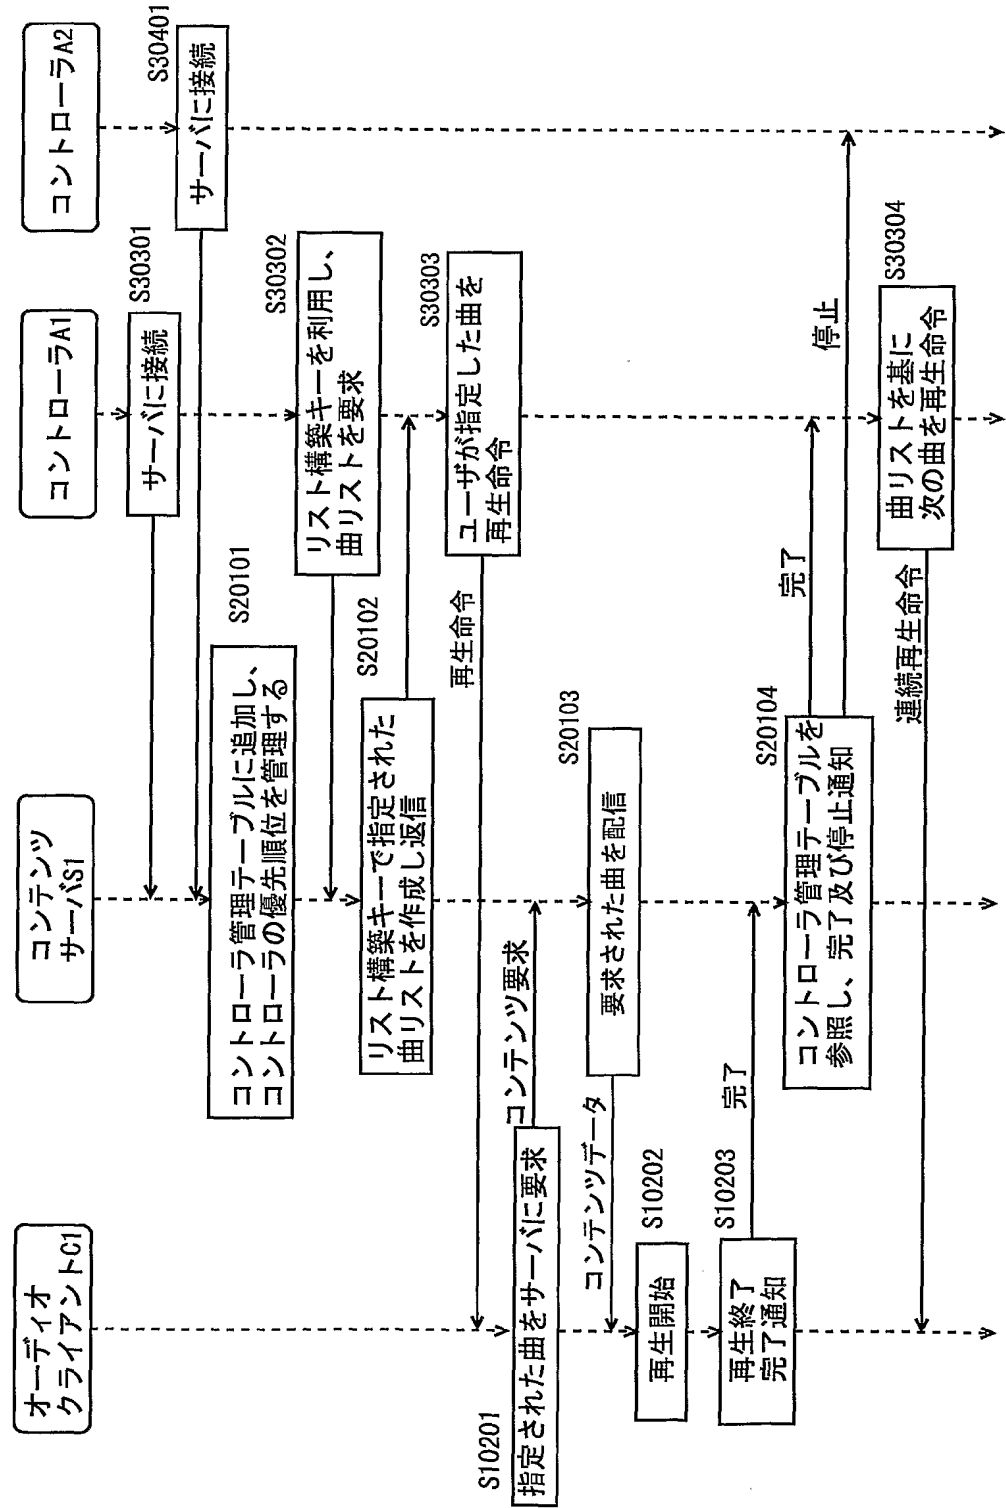 オーディオ
クライアントC1
コンテンツ
サーバS1
コントローラA1
コントローラA2
S30301
サーバに接続
S30401
サーバに接続
S20101
コントローラ管理テーブルに追加し、
コントローラの優先順位を管理する
S30302
リスト構築キーを利用し、
曲リストを要求
S20102
リスト構築キーで指定された
曲リストを作成し返信
S30303
ユーザが指定した曲を
再生命令
再生命令
S10201
指定された曲をサーバに要求
コンテンツ要求
S20103
要求された曲を配信
コンテンツデータ
S10202
再生開始
S10203
再生終了
完了通知
完了
S20104
コントローラ管理テーブルを
参照し、完了及び停止通知
完了
停止
S30304
曲リストを基に
次の曲を再生命令
連続再生命令